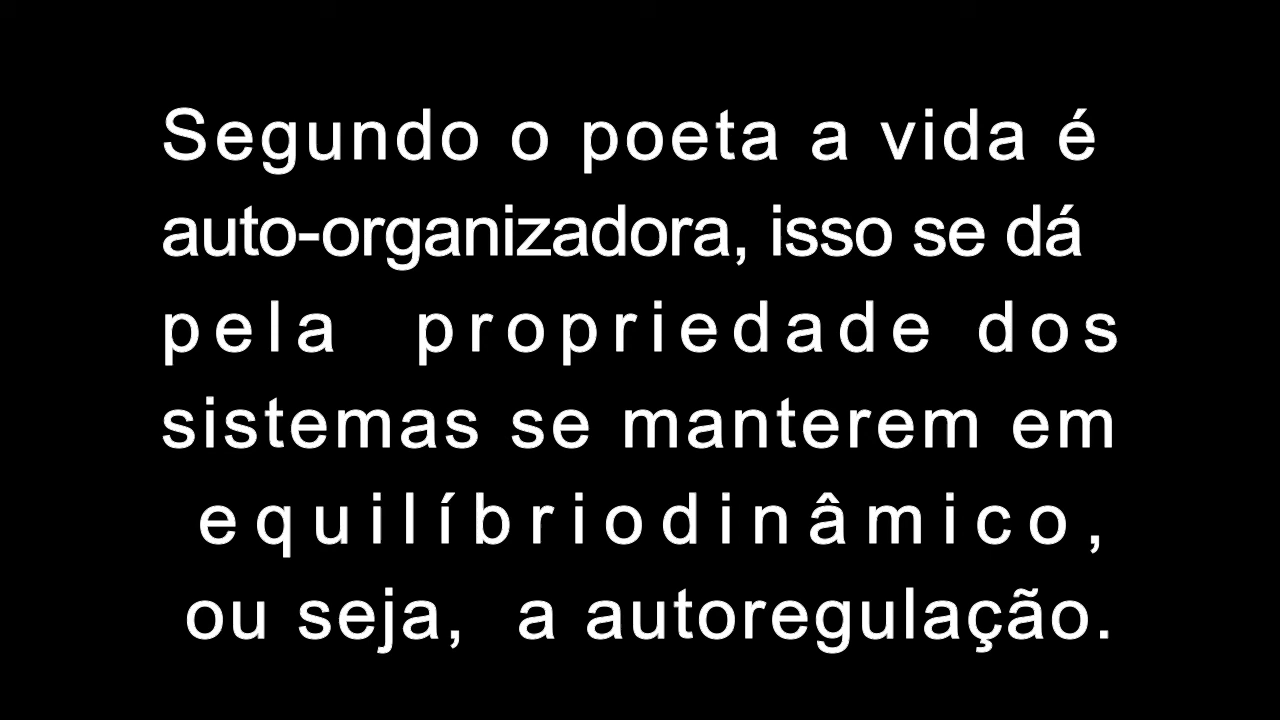 Segundo o poeta a vida é
auto-organizadora, isso se dá
pela propriedade dos
sistemas se manterem em
equilíbriodinâmico,
ou seja, a autoregulação.